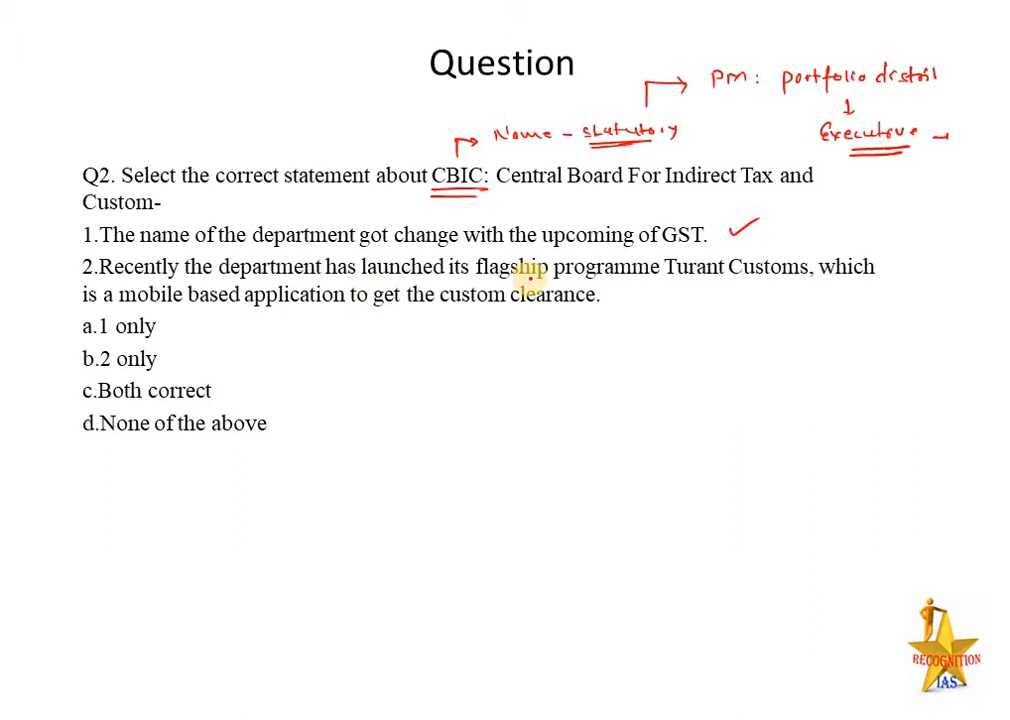 Question
PM : portfolio distri
Executive
Name - statutory
Q2. Select the correct statement about CBIC: Central Board For Indirect Tax and
Custom-
1.The name of the department got change with the upcoming of GST.
2.Recently the department has launched its flagship programme Turant Customs, which
is a mobile based application to get the custom clearance.
a.1 only
b.2 only
c.Both correct
d.None of the above
RECOGNITION
IAS